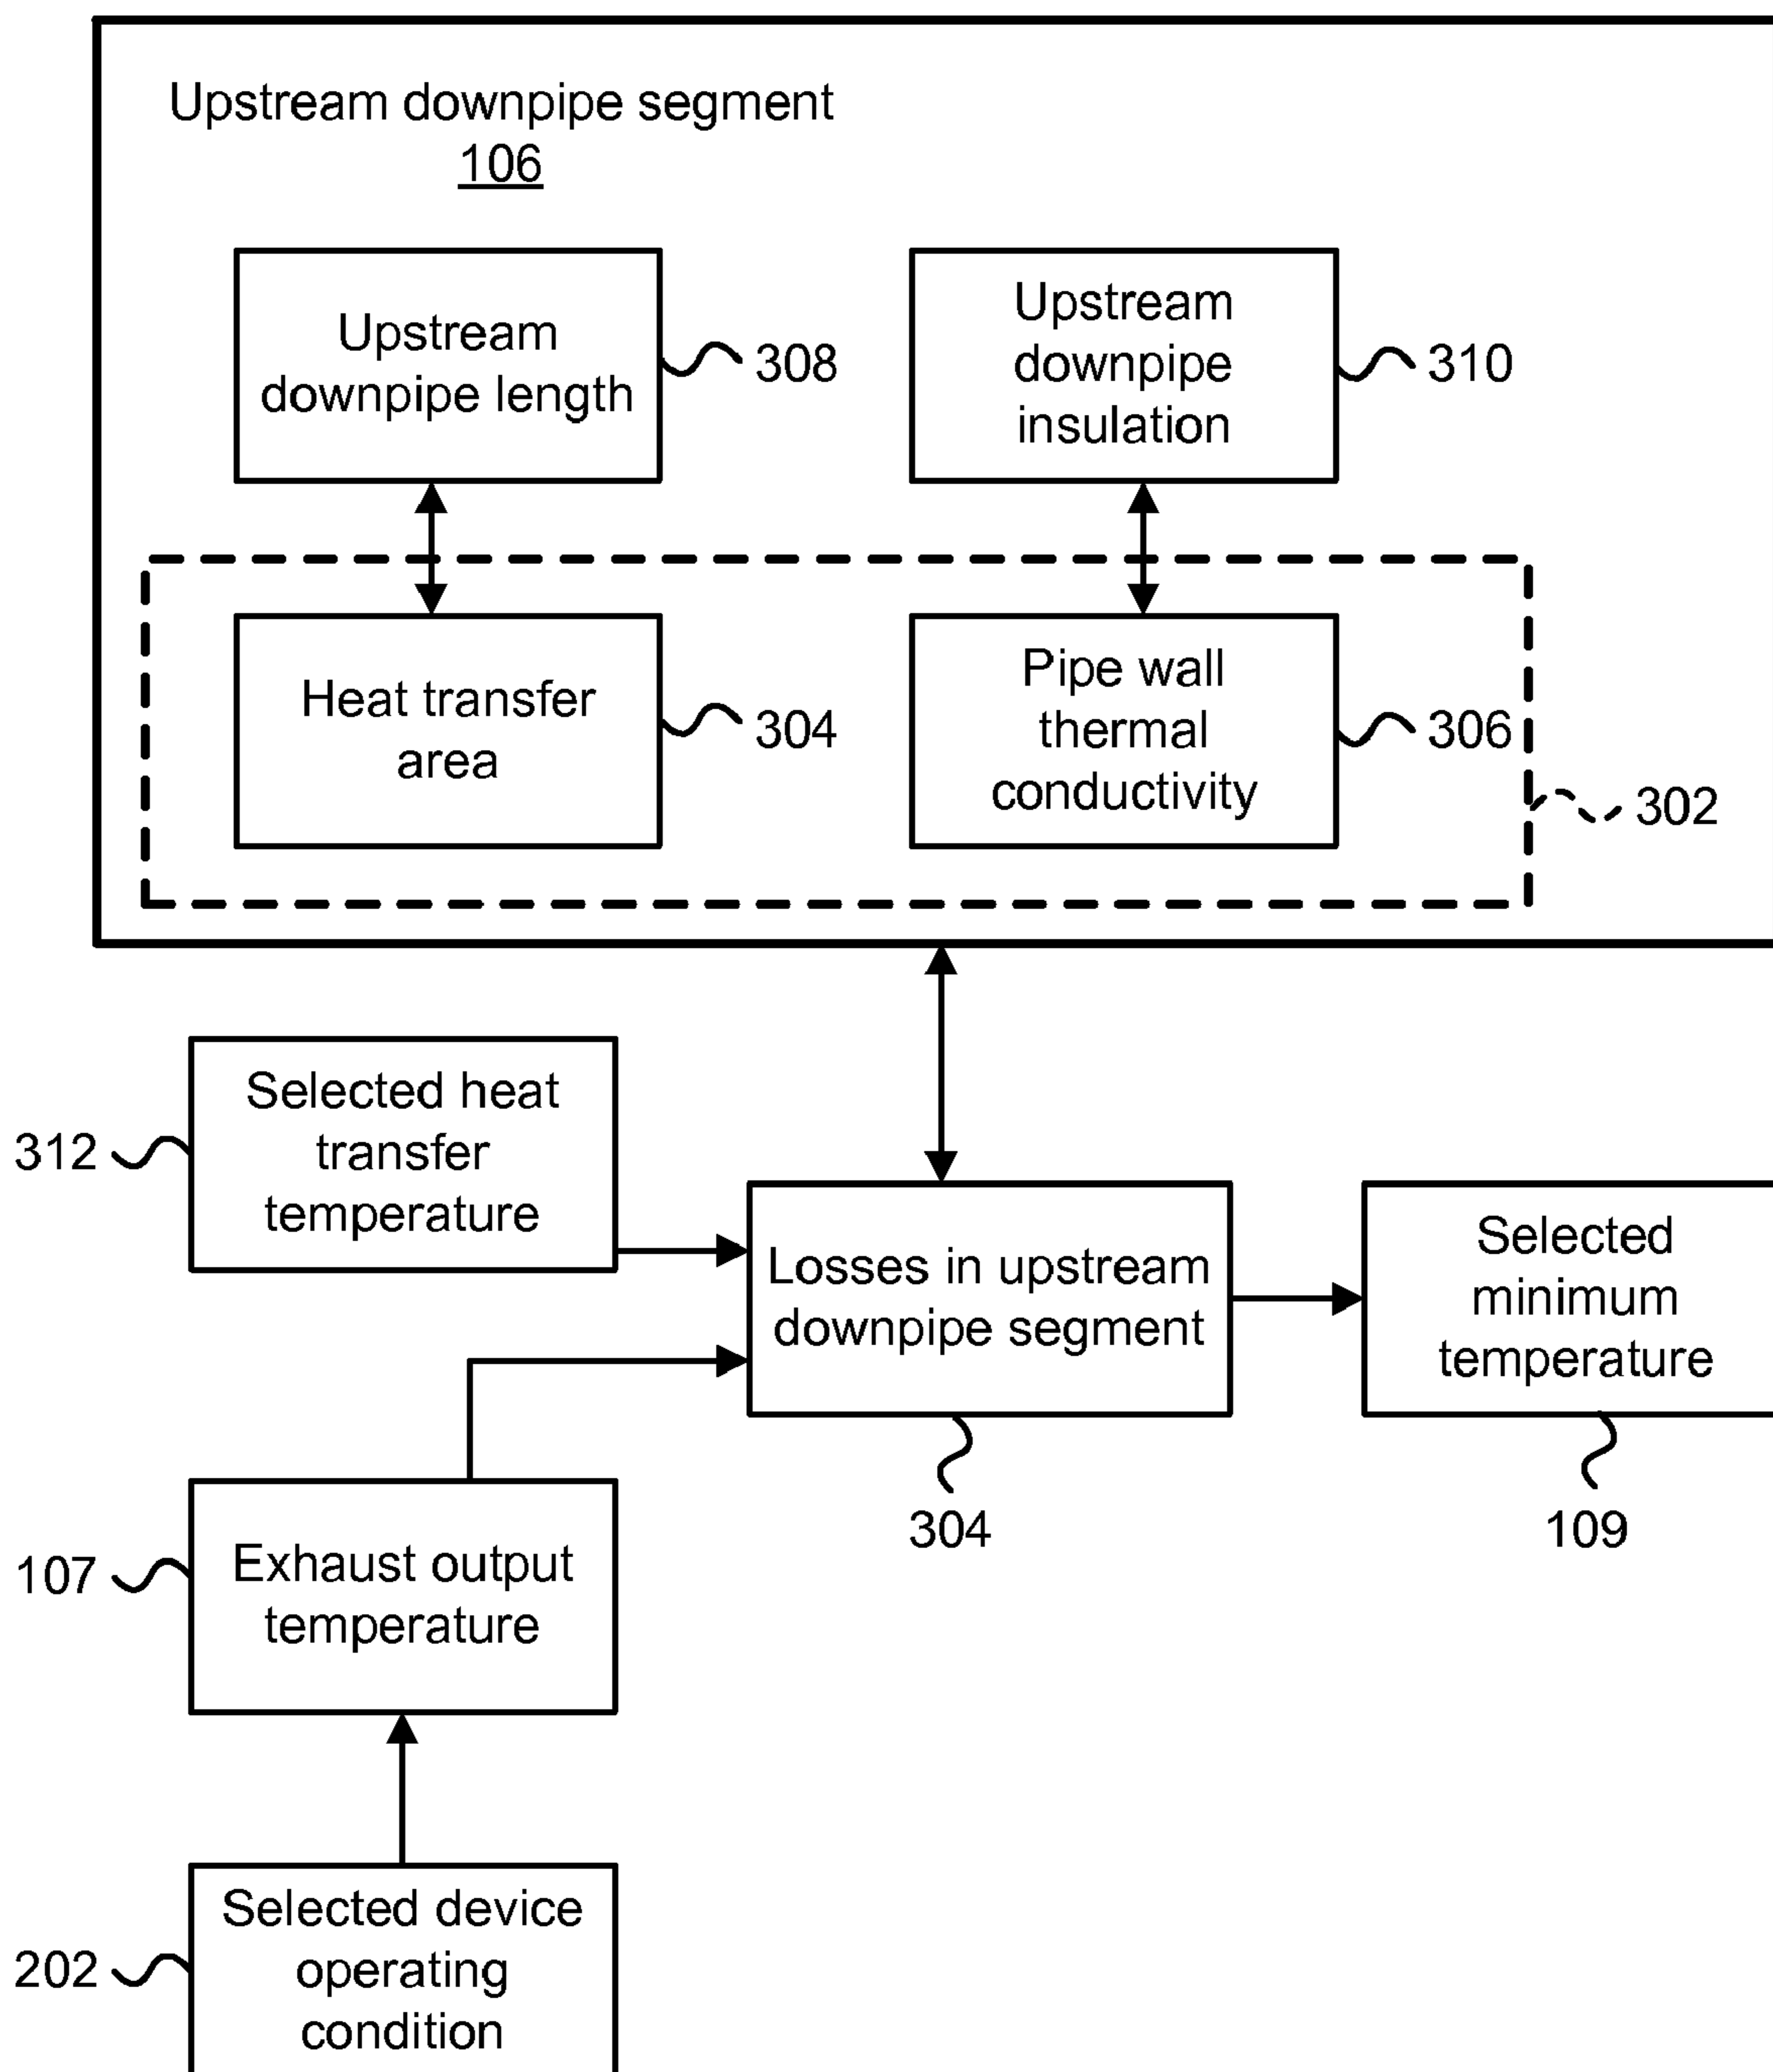 Upstream downpipe segment
106
Upstream
downpipe length
308
Upstream
downpipe
insulation
310
Heat transfer
area
304
Pipe wall
thermal
conductivity
306
302
Selected heat
transfer
temperature
312
Losses in upstream
downpipe segment
304
Selected
minimum
temperature
109
Exhaust output
temperature
107
Selected device
operating
condition
202